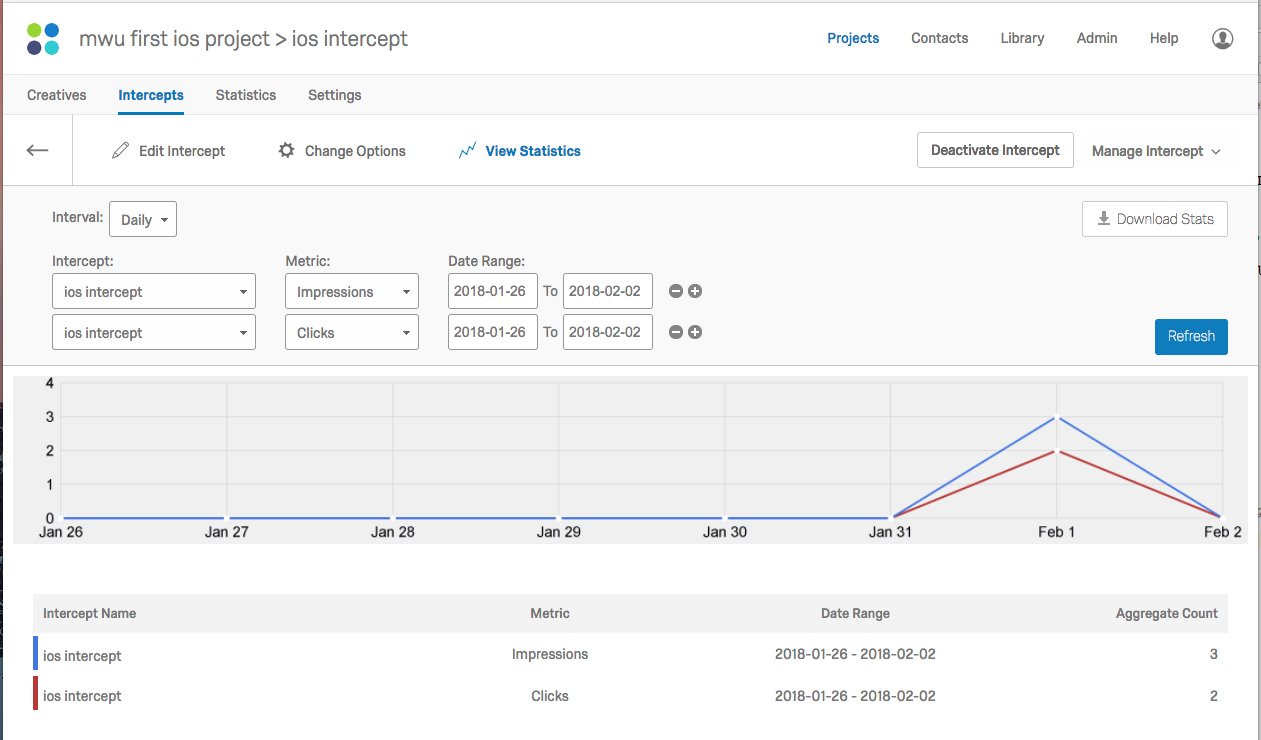 mwu first ios project > ios intercept
Projects Contacts Library Admin Help
Creatives Intercepts Statistics Settings
Edit Intercept Change Options View Statistics Deactivate Intercept Manage Intercept
Interval: Daily Download Stats
Intercept: Metric: Date Range:
ios intercept Impressions 2018-01-26 To 2018-02-02
ios intercept Clicks 2018-01-26 To 2018-02-02
Refresh
4
3
2
1
0
Jan 26 Jan 27 Jan 28 Jan 29 Jan 30 Jan 31 Feb 1 Feb 2
Intercept Name Metric Date Range Aggregate Count
ios intercept Impressions 2018-01-26 - 2018-02-02 3
ios intercept Clicks 2018-01-26 - 2018-02-02 2